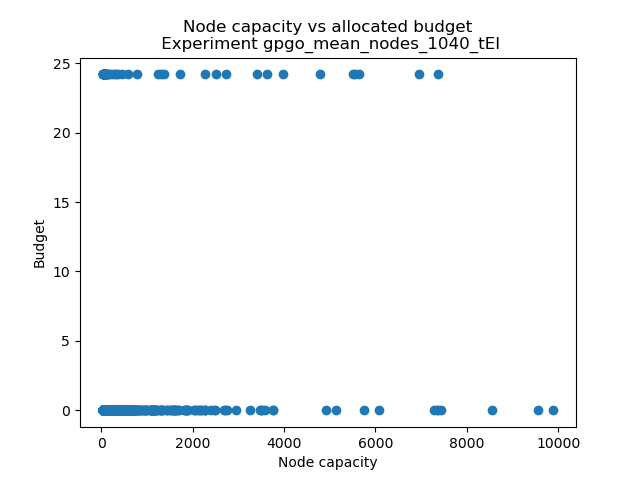 Node capacity vs allocated budget
Experiment gpgo_mean_nodes_1040_tEI
25
20
15
10
5
0
Budget
0 2000 4000 6000 8000 10000
Node capacity